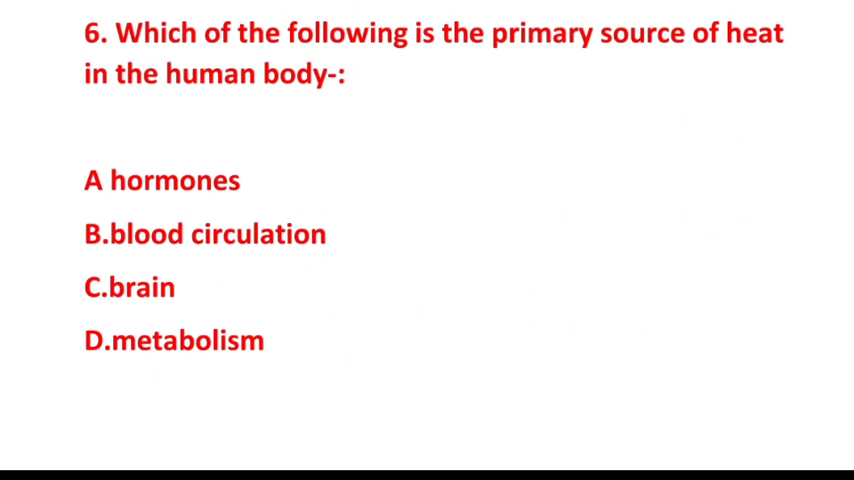 6. Which of the following is the primary source of heat
in the human body-:
A hormones
B.blood circulation
C.brain
D.metabolism